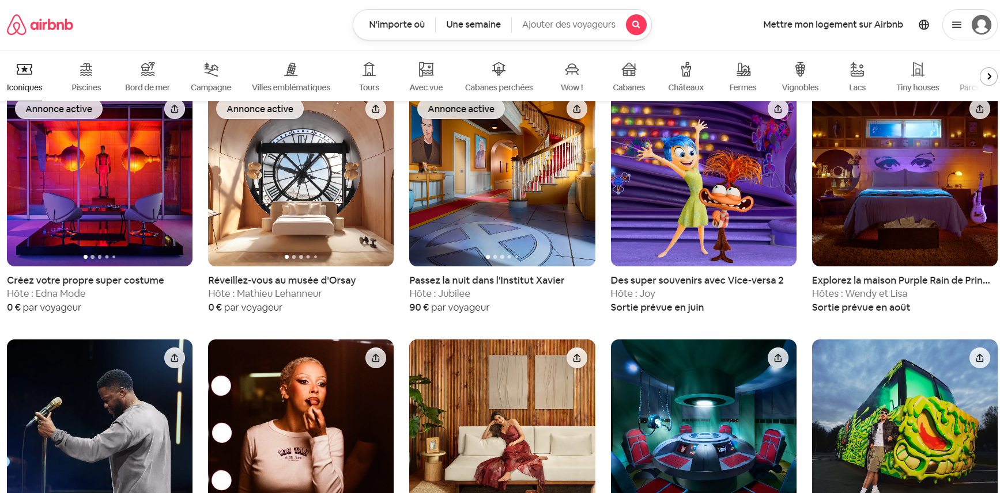 airbnb
N'importe où
Une semaine
Ajouter des voyageurs
Mettre mon logement sur Airbnb
Iconiques
Piscines
Bord de mer
Campagne
Villes emblématiques
Tours
Avec vue
Cabanes perchées
Wow !
Cabanes
Châteaux
Fermes
Vignobles
Lacs
Tiny houses
Parcs
Annonce active
Annonce active
Annonce active
Créez votre propre super costume
Hôte : Edna Mode
0 € par voyageur
Réveillez-vous au musée d'Orsay
Hôte : Mathieu Lehanneur
0 € par voyageur
Passez la nuit dans l'Institut Xavier
Hôte : Jubilee
90 € par voyageur
Des super souvenirs avec Vice-versa 2
Hôte : Joy
Sortie prévue en juin
Explorez la maison Purple Rain de Prin...
Hôtes : Wendy et Lisa
Sortie prévue en août